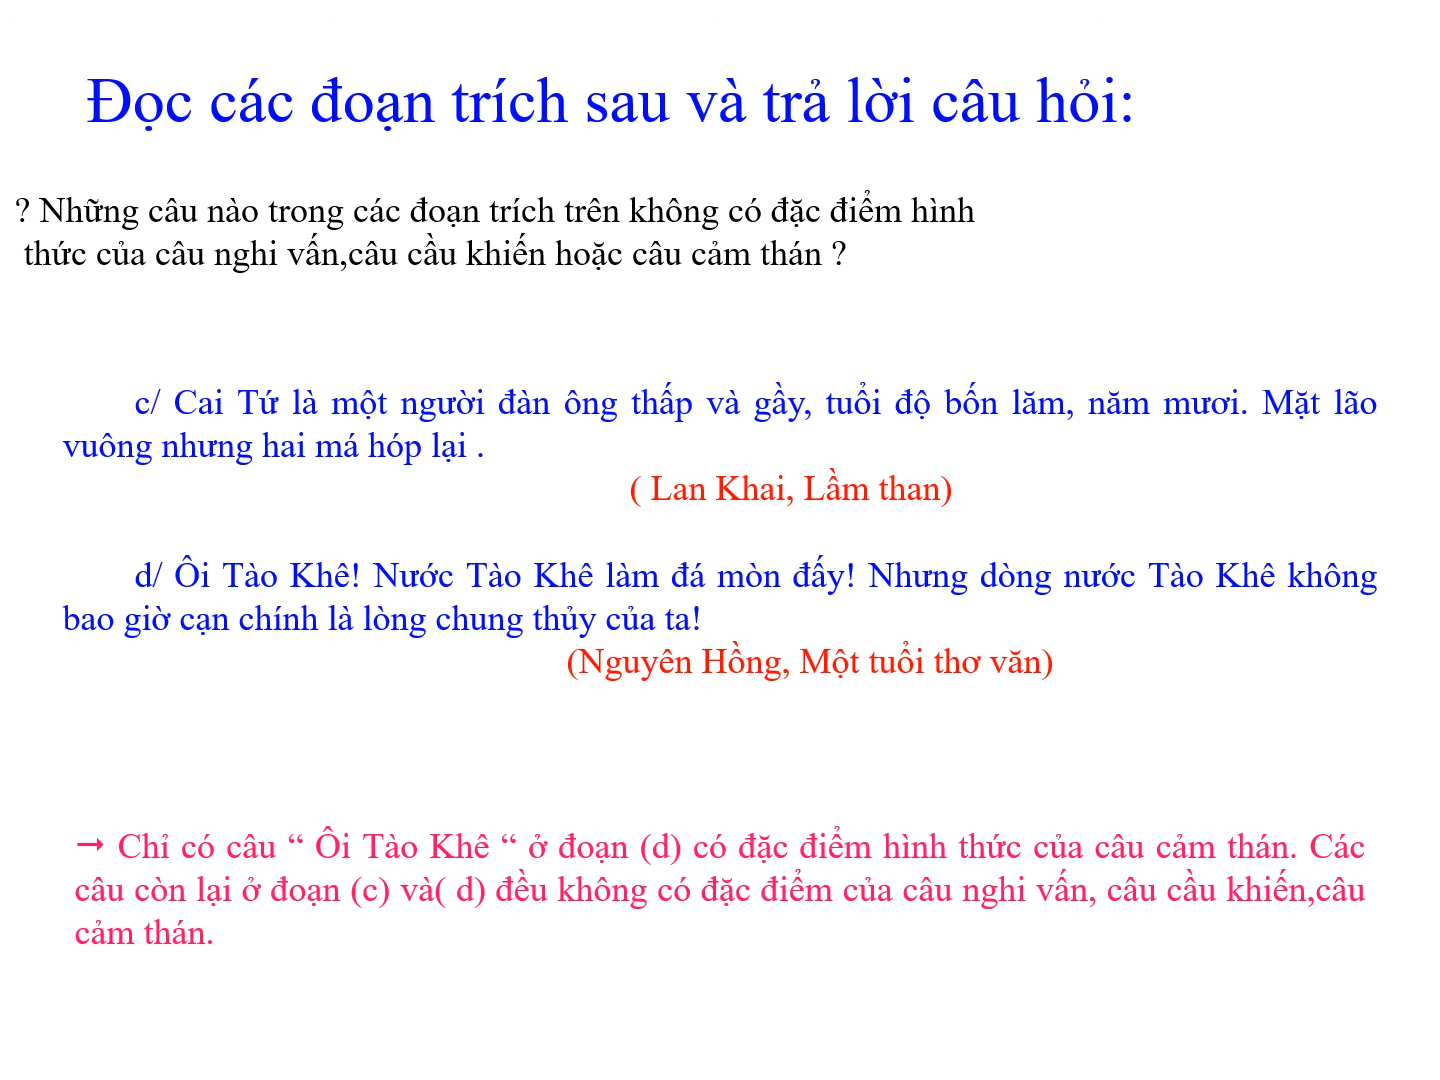 Đọc các đoạn trích sau và trả lời câu hỏi:
? Những câu nào trong các đoạn trích trên không có đặc điểm hình
thức của câu nghi vấn,câu cầu khiến hoặc câu cảm thán ?
c/ Cai Tứ là một người đàn ông thấp và gầy, tuổi độ bốn lăm, năm mươi. Mặt lão
vuông nhưng hai má hóp lại .
( Lan Khai, Lầm than)
d/ Ôi Tào Khê! Nước Tào Khê làm đá mòn đấy! Nhưng dòng nước Tào Khê không
bao giờ cạn chính là lòng chung thủy của ta!
(Nguyên Hồng, Một tuổi thơ văn)
→ Chỉ có câu “ Ôi Tào Khê “ ở đoạn (d) có đặc điểm hình thức của câu cảm thán. Các
câu còn lại ở đoạn (c) và( d) đều không có đặc điểm của câu nghi vấn, câu cầu khiến,câu
cảm thán.